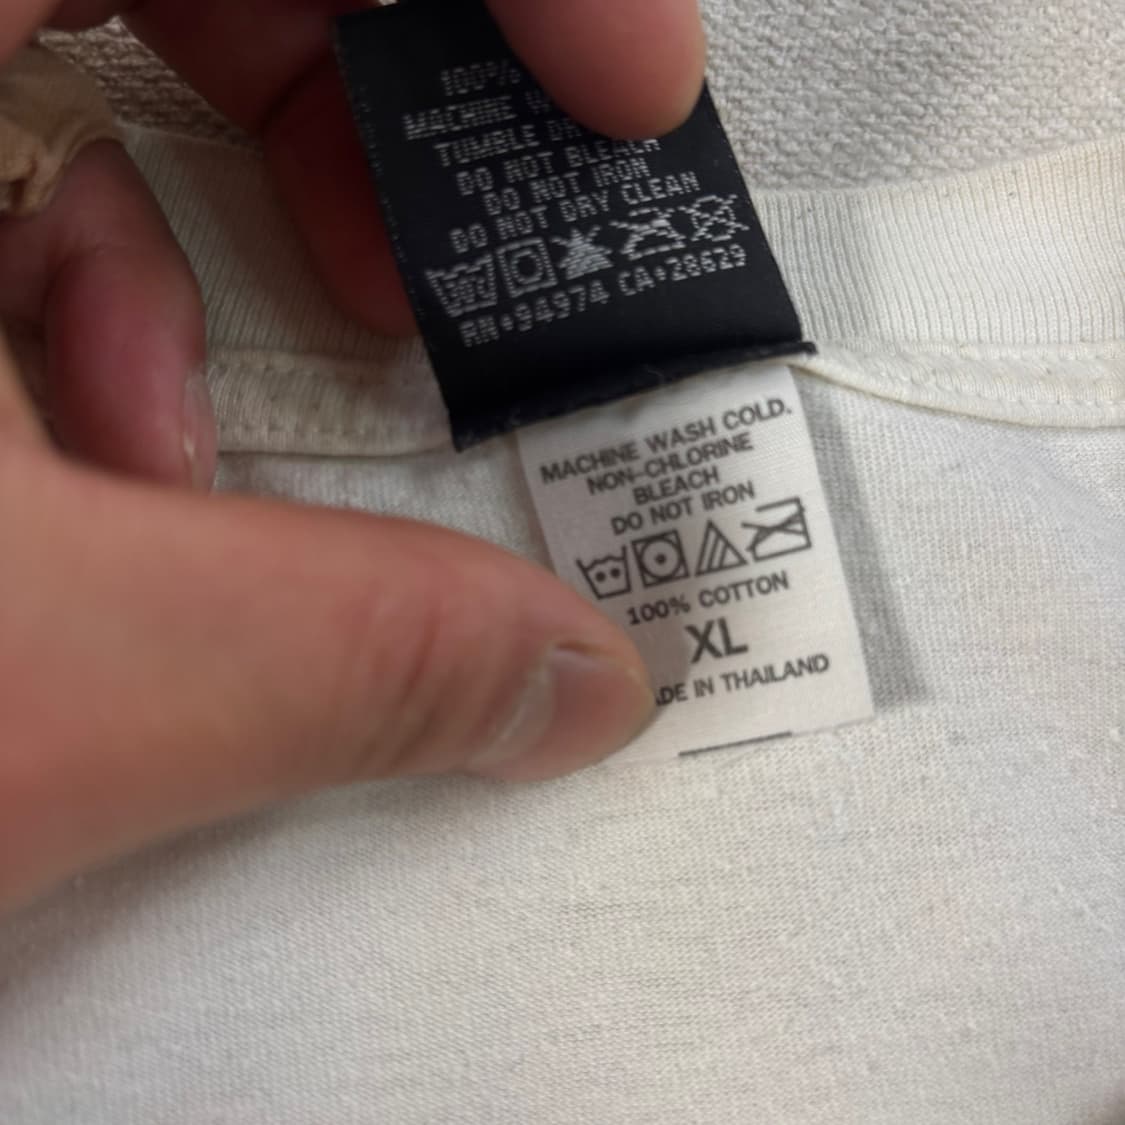 100%
MACHINE
TUMBLE
DO NOT BLEACH
DO NOT IRON
DO NOT DRY CLEAN
RN•94974 CA•28629
MACHINE WASH COLD.
NON-CHLORINE
BLEACH
DO NOT IRON
100% COTTON
XL
ADE IN THAILAND